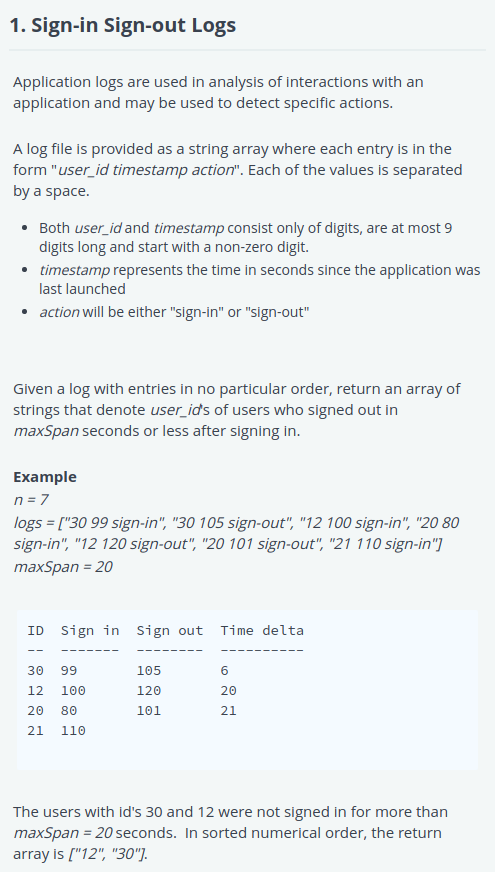 1. Sign-in Sign-out Logs
Application logs are used in analysis of interactions with an
application and may be used to detect specific actions.
A log file is provided as a string array where each entry is in the
form "user_id timestamp action". Each of the values is separated
by a space.
• Both user_id and timestamp consist only of digits, are at most 9
digits long and start with a non-zero digit.
• timestamp represents the time in seconds since the application was
last launched
• action will be either "sign-in" or "sign-out"
Given a log with entries in no particular order, return an array of
strings that denote user_id's of users who signed out in
maxSpan seconds or less after signing in.
Example
n = 7
logs = ["30 99 sign-in", "30 105 sign-out", "12 100 sign-in", "20 80
sign-in", "12 120 sign-out", "20 101 sign-out", "21 110 sign-in"]
maxSpan = 20
ID Sign in Sign out Time delta
-- ------- -------- ----------
30 99 105 6
12 100 120 20
20 80 101 21
21 110
The users with id's 30 and 12 were not signed in for more than
maxSpan = 20 seconds. In sorted numerical order, the return
array is ["12", "30"].